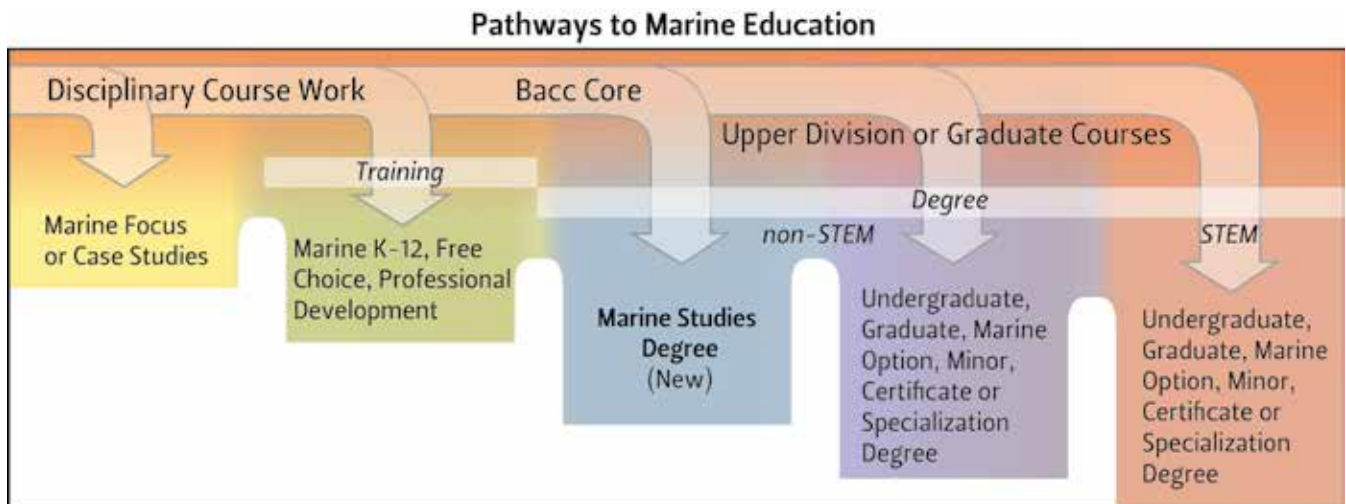 Pathways to Marine Education
Disciplinary Course Work
Bacc Core
Upper Division or Graduate Courses
Training
Degree
non-STEM
STEM
Marine Focus
or Case Studies
Marine K-12, Free
Choice, Professional
Development
Marine Studies
Degree
(New)
Undergraduate,
Graduate, Marine
Option, Minor,
Certificate or
Specialization
Degree
Undergraduate,
Graduate, Marine
Option, Minor,
Certificate or
Specialization
Degree